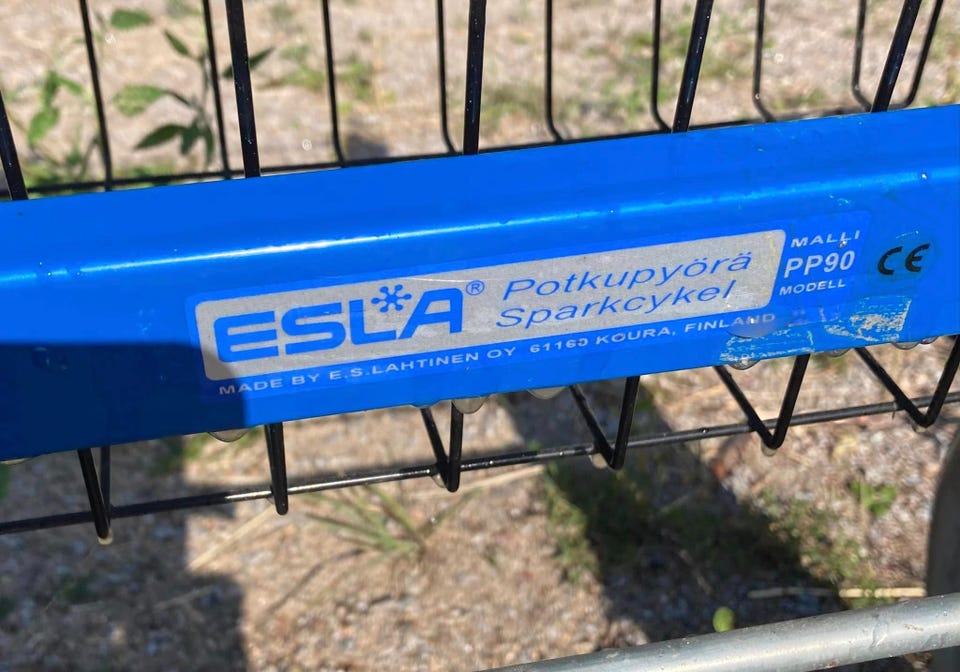 ESLA® Potkupyörä
Sparkcykel
MALLI
PP90
MODELL
CE
MADE BY E.S.LAHTINEN OY 61160 KOURA, FINLAND